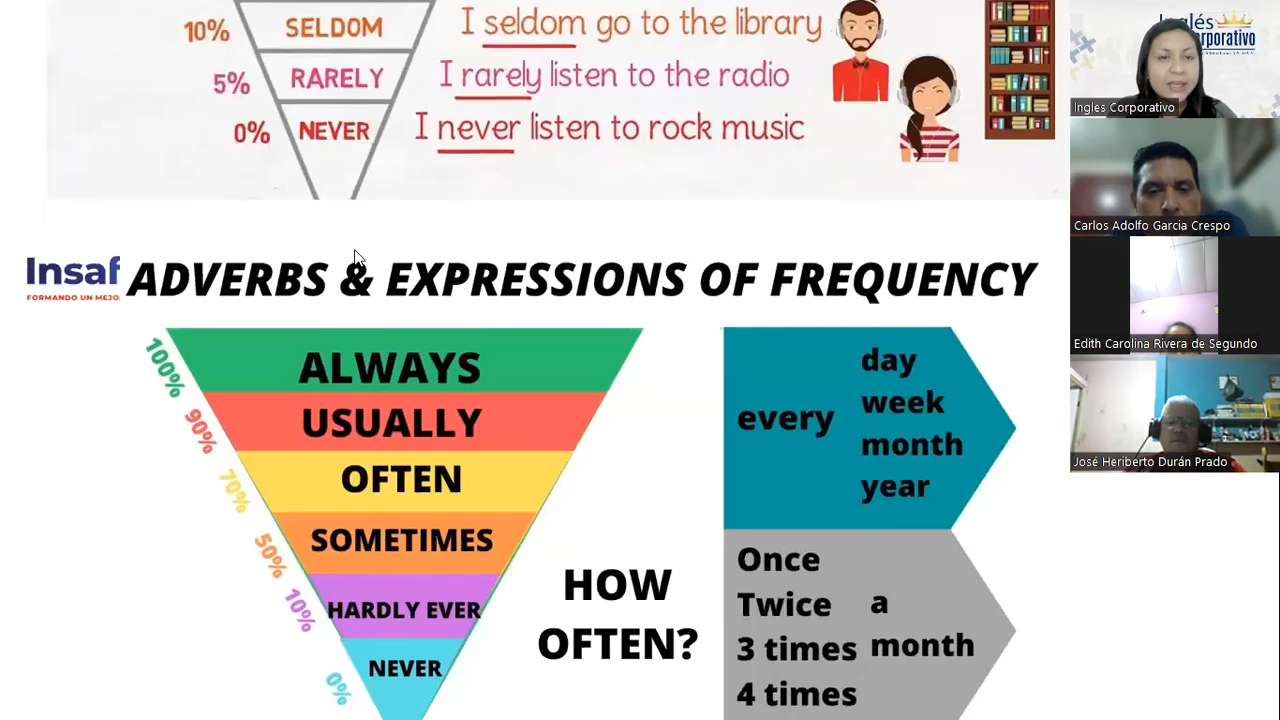 10% SELDOM I seldom go to the library
5% RARELY I rarely listen to the radio
0% NEVER I never listen to rock music
Inglés
Corporativo
Ingles Corporativo
Carlos Adolfo Garcia Crespo
Edith Carolina Rivera de Segundo
José Heriberto Durán Prado
Insaf
FORMANDO UN MEJO
ADVERBS & EXPRESSIONS OF FREQUENCY
100% ALWAYS
90% USUALLY
70% OFTEN
50% SOMETIMES
10% HARDLY EVER
0% NEVER
HOW
OFTEN?
every
day
week
month
year
Once
Twice
3 times
4 times
a
month